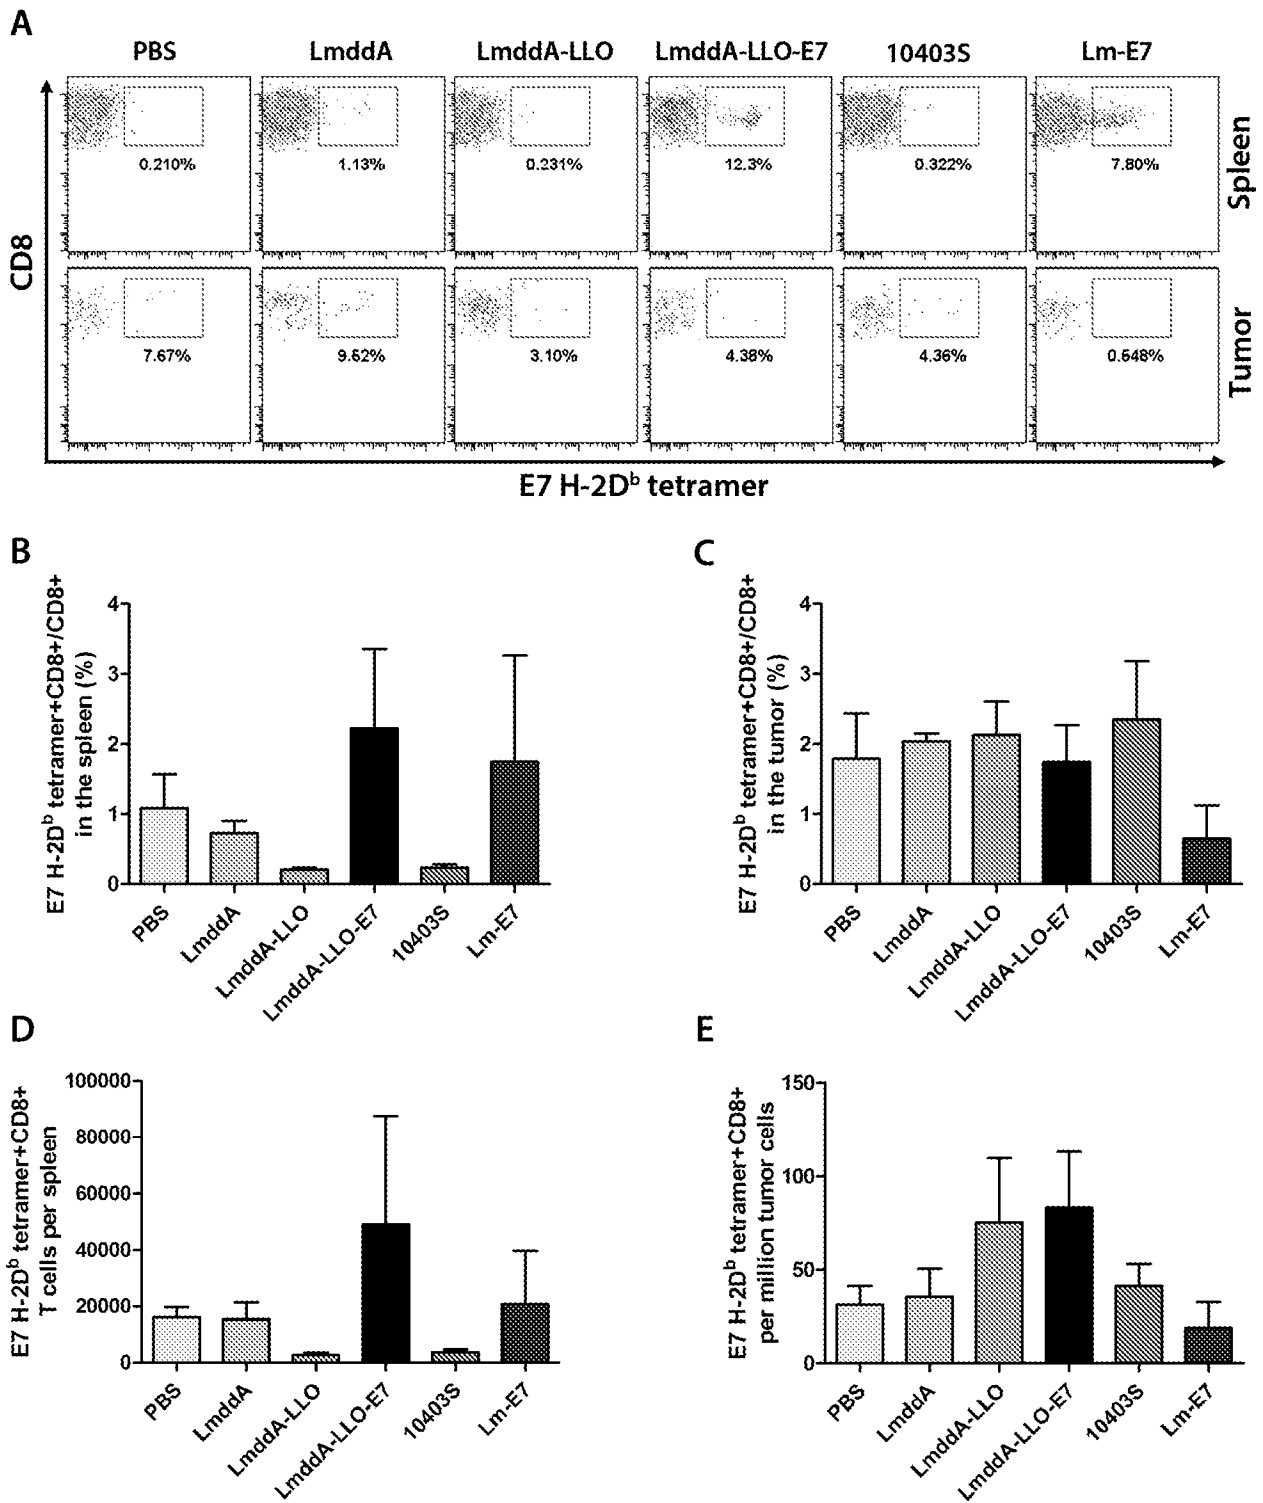 A
PBS LmddA LmddA-LLO LmddA-LLO-E7 10403S Lm-E7
0.210% 1.13% 0.231% 12.3% 0.322% 7.80%
Spleen
CD8
7.67% 9.62% 3.10% 4.38% 4.36% 0.648%
Tumor
E7 H-2Dᵇ tetramer
B
E7 H-2Dᵇ tetramer+CD8+/CD8+
in the spleen (%)
4
3
2
1
0
PBS LmddA LmddA-LLO LmddA-LLO-E7 10403S Lm-E7
C
E7 H-2Dᵇ tetramer+CD8+/CD8+
in the tumor (%)
4
3
2
1
0
PBS LmddA LmddA-LLO LmddA-LLO-E7 10403S Lm-E7
D
E7 H-2Dᵇ tetramer+CD8+
T cells per spleen
100000
80000
60000
40000
20000
0
PBS LmddA LmddA-LLO LmddA-LLO-E7 10403S Lm-E7
E
E7 H-2Dᵇ tetramer+CD8+
per million tumor cells
150
100
50
0
PBS LmddA LmddA-LLO LmddA-LLO-E7 10403S Lm-E7